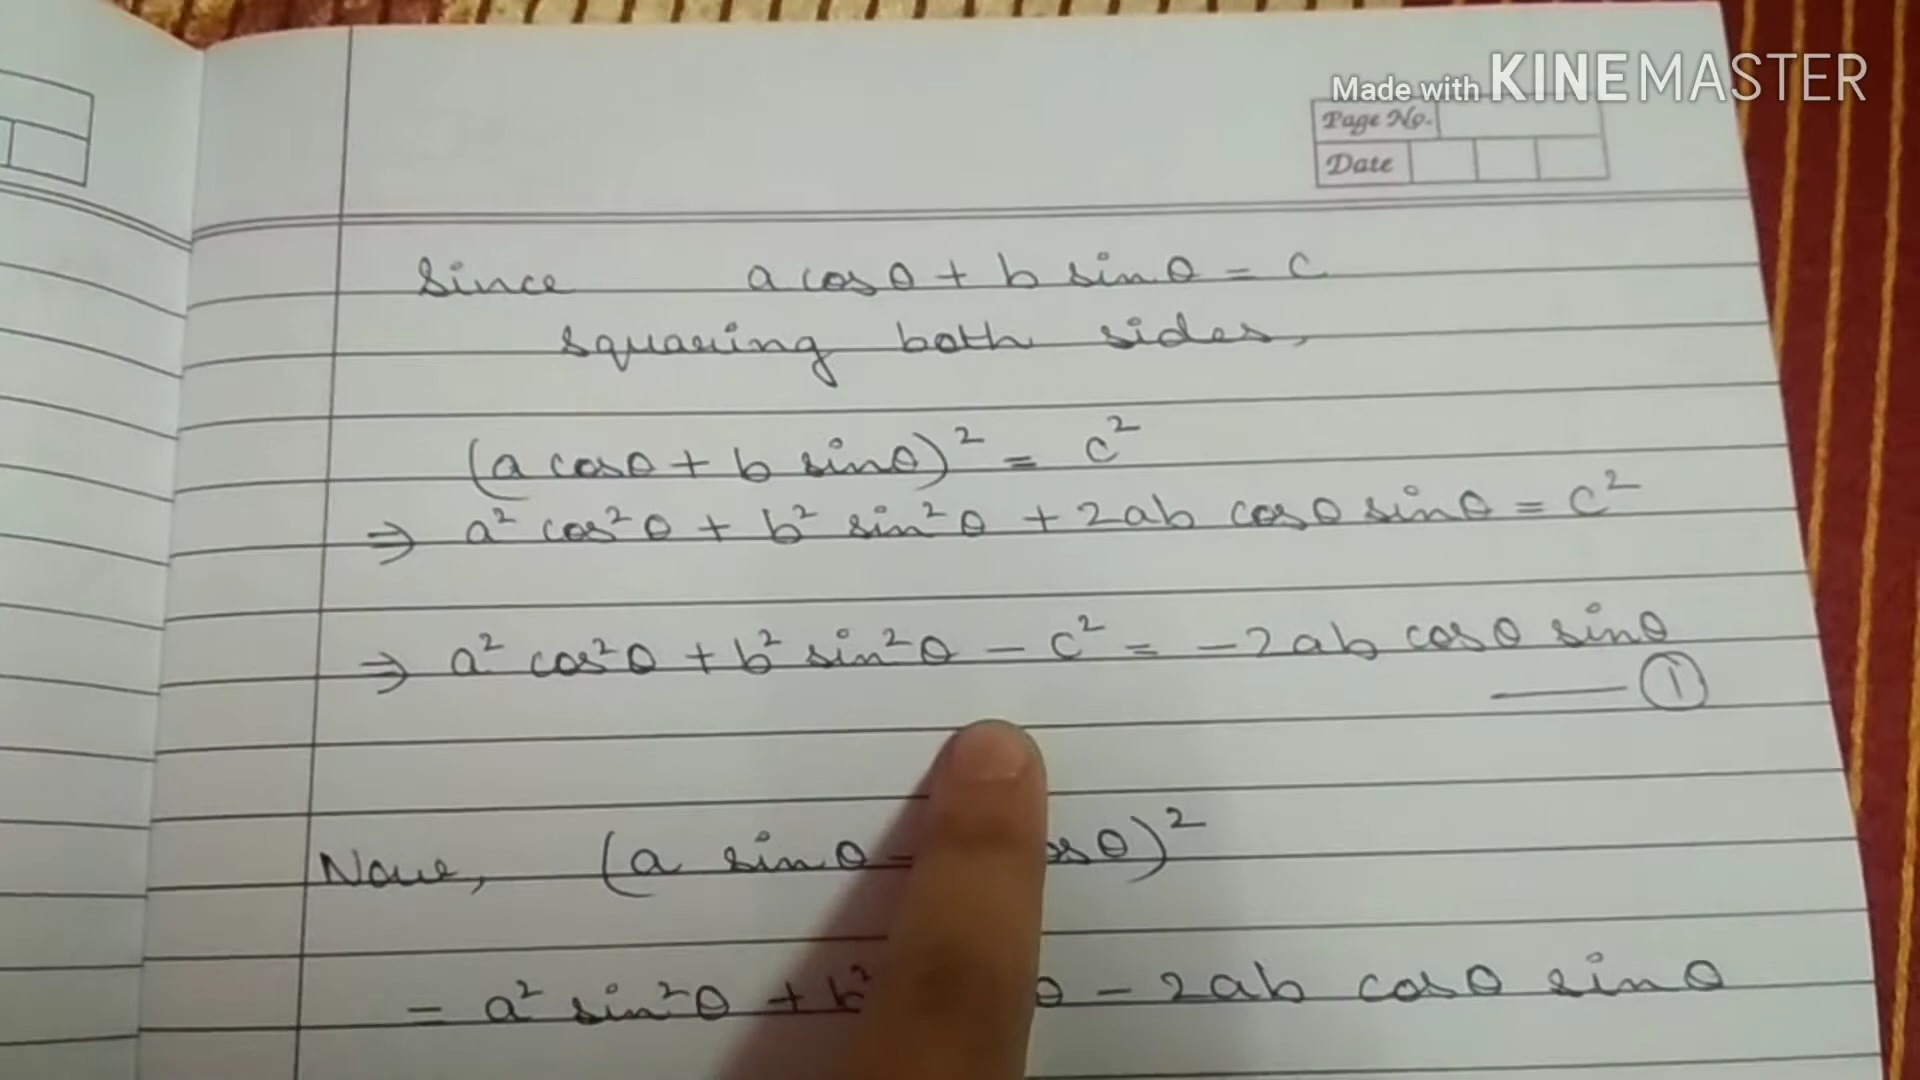 Made with KINEMASTER
Page No.
Date
Since a cosθ + b sinθ = c
squaring both sides,
(a cosθ + b sinθ)² = c²
⇒ a² cos²θ + b² sin²θ + 2ab cosθ sinθ = c²
⇒ a² cos²θ + b² sin²θ - c² = -2ab cosθ sinθ
—— ①
Now, (a sinθ - θ)²
= a² sin²θ + b² θ - 2ab cosθ sinθ